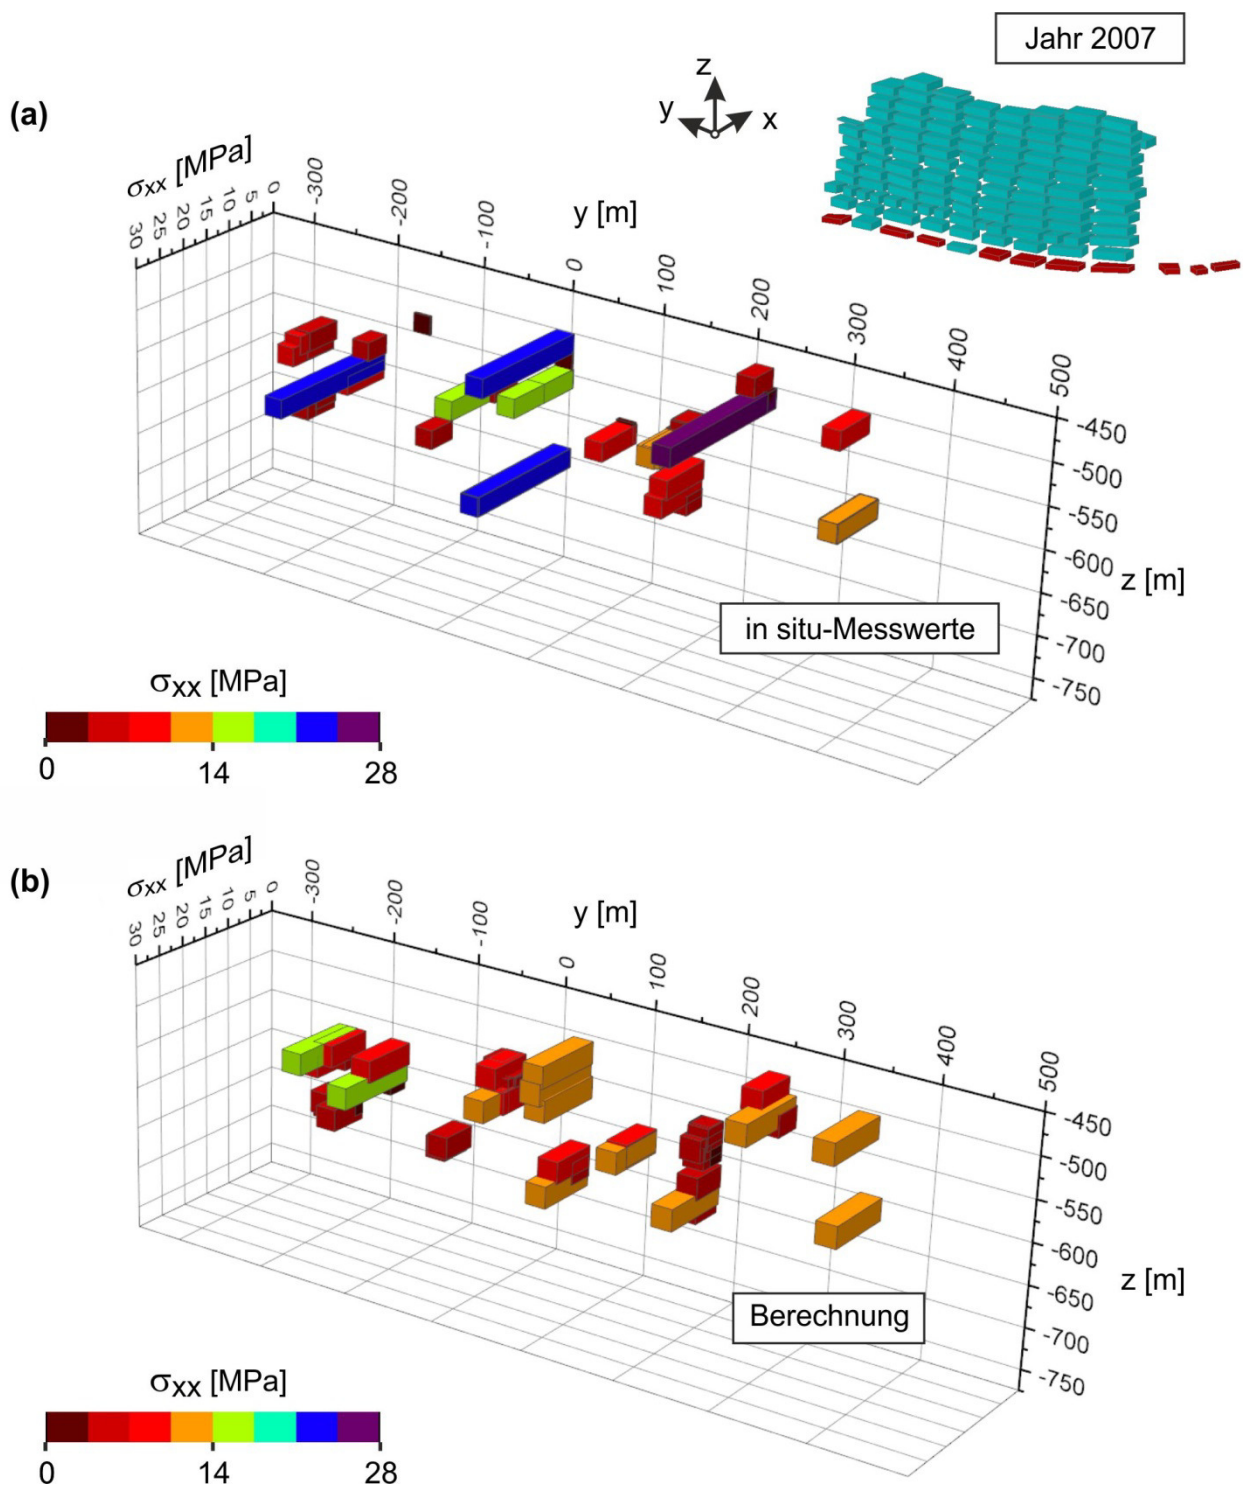 Jahr 2007
(a)
z
y
x
σxx [MPa]
30 25 20 15 10 5 0
-300 -200 -100 0 100 200 300 400 500
y [m]
-450
-500
-550
-600
-650
-700
-750
z [m]
in situ-Messwerte
σxx [MPa]
0 14 28
(b)
σxx [MPa]
30 25 20 15 10 5 0
-300 -200 -100 0 100 200 300 400 500
y [m]
-450
-500
-550
-600
-650
-700
-750
z [m]
Berechnung
σxx [MPa]
0 14 28